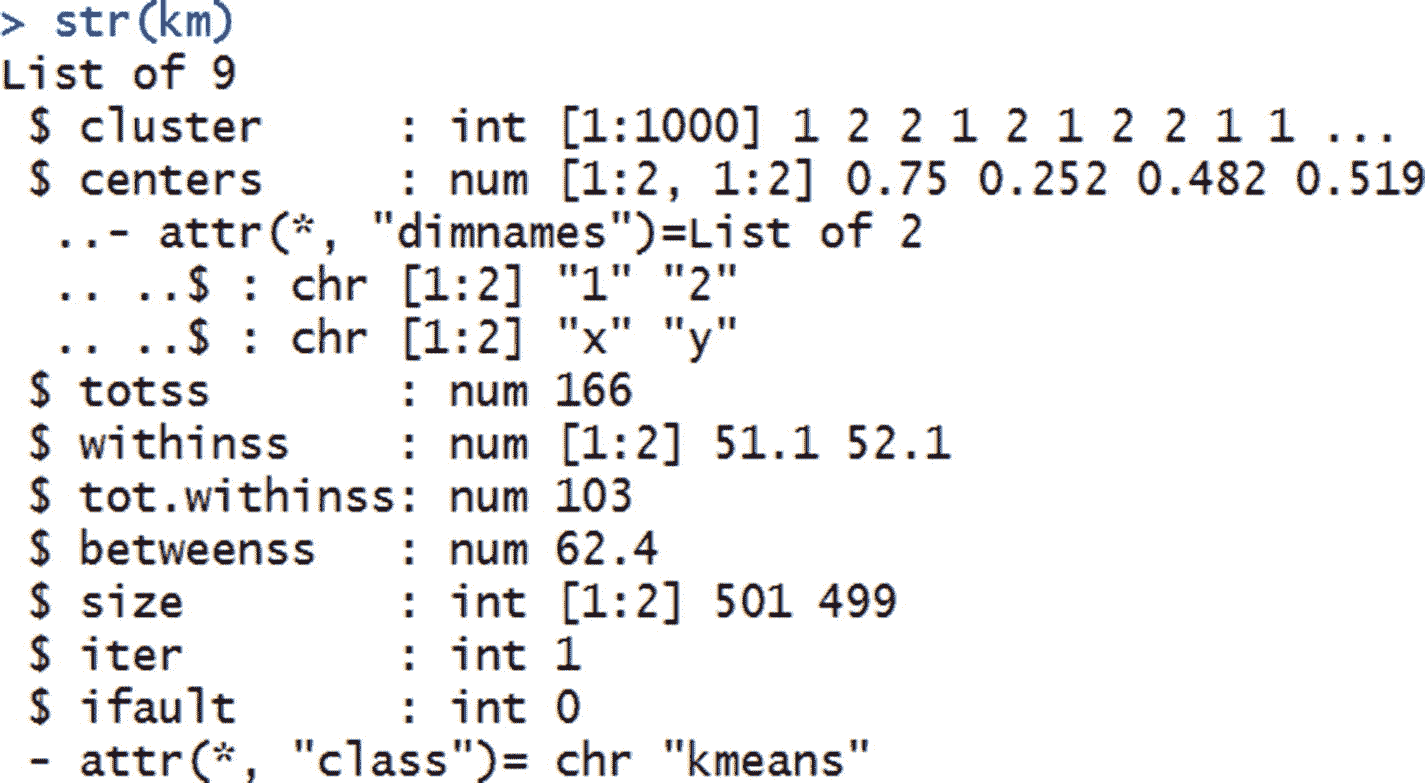 > str(km)
List of 9
 $ cluster     : int [1:1000] 1 2 2 1 2 1 2 2 1 1 ...
 $ centers     : num [1:2, 1:2] 0.75 0.252 0.482 0.519
  ..- attr(*, "dimnames")=List of 2
  .. ..$ : chr [1:2] "1" "2"
  .. ..$ : chr [1:2] "x" "y"
 $ totss       : num 166
 $ withinss    : num [1:2] 51.1 52.1
 $ tot.withinss: num 103
 $ betweenss   : num 62.4
 $ size        : int [1:2] 501 499
 $ iter        : int 1
 $ ifault      : int 0
 - attr(*, "class")= chr "kmeans"